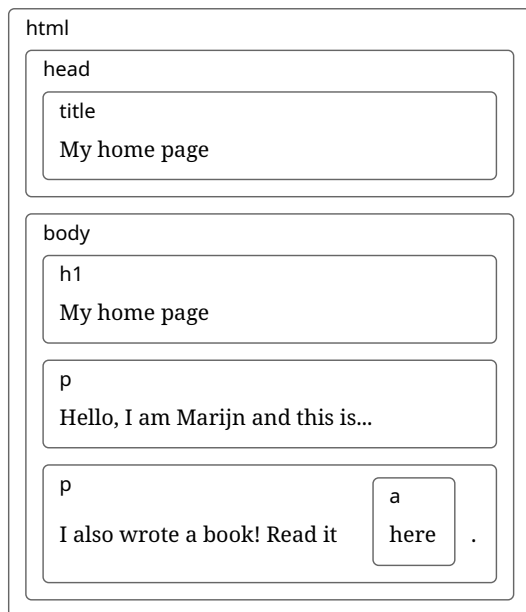 html
head
title
My home page
body
h1
My home page
p
Hello, I am Marijn and this is...
p
a
I also wrote a book! Read it here .